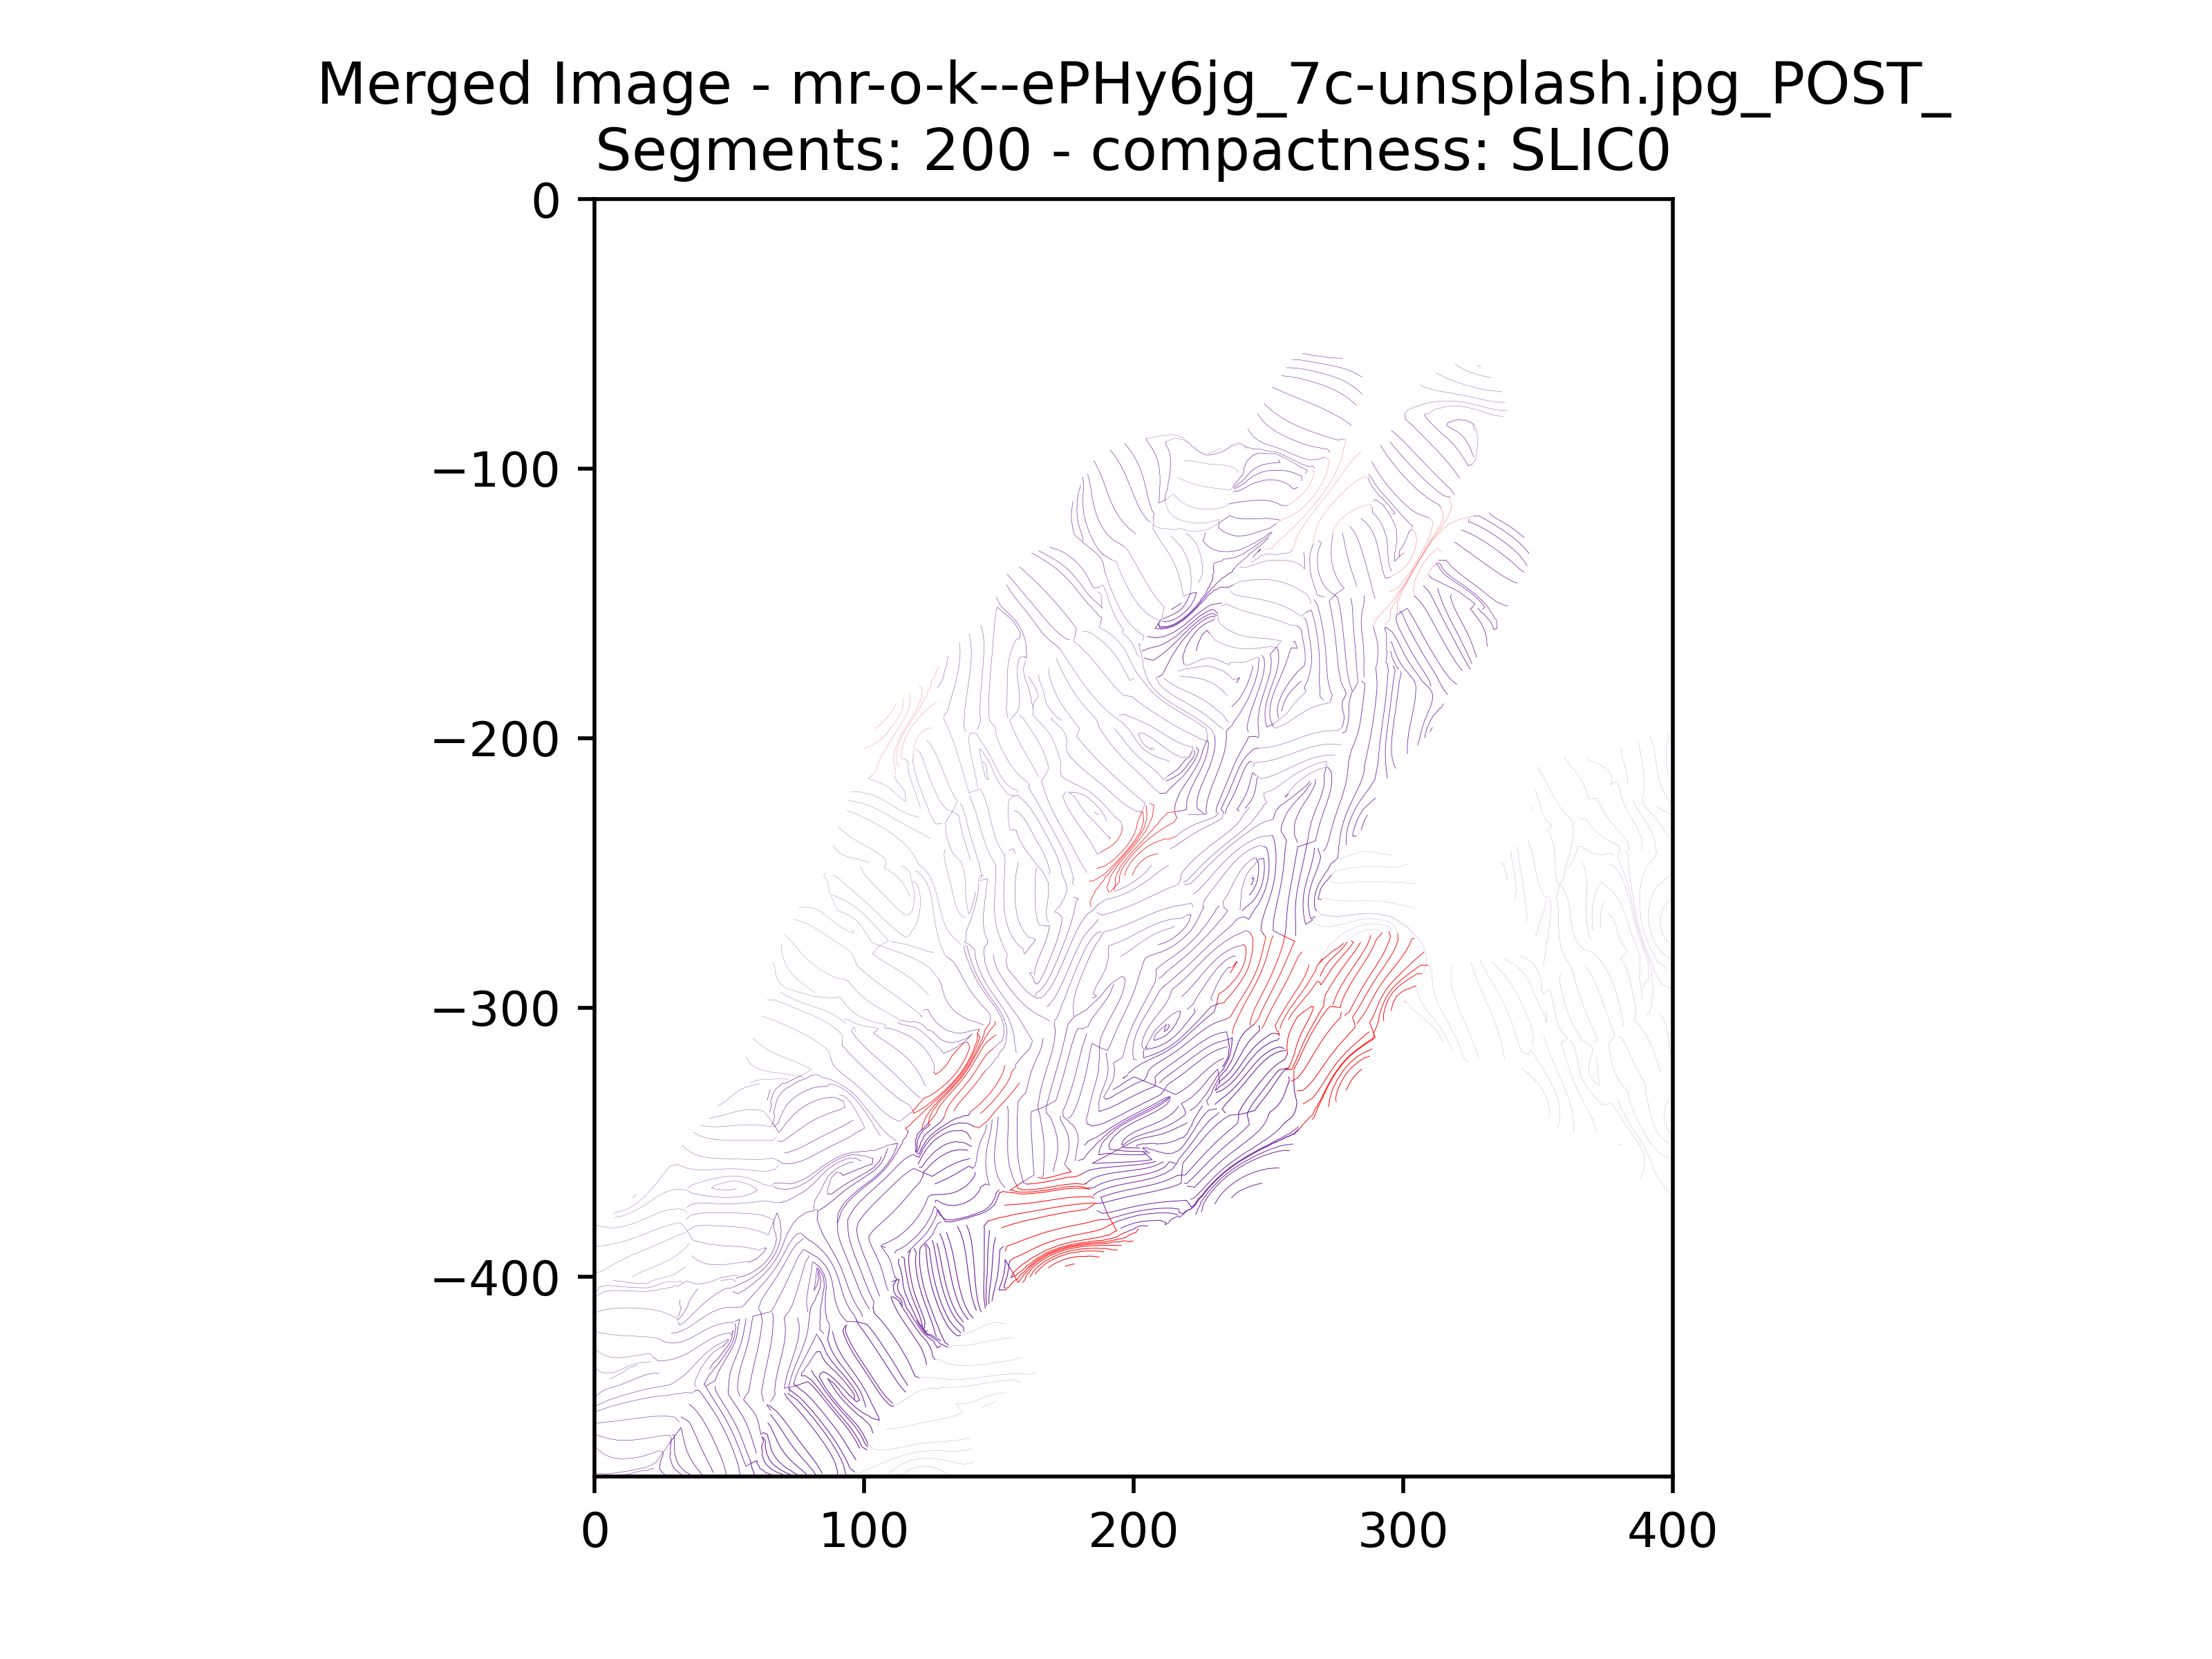 Merged Image - mr-o-k--ePHy6jg_7c-unsplash.jpg_POST_
Segments: 200 - compactness: SLIC0
0
−100
−200
−300
−400
0 100 200 300 400